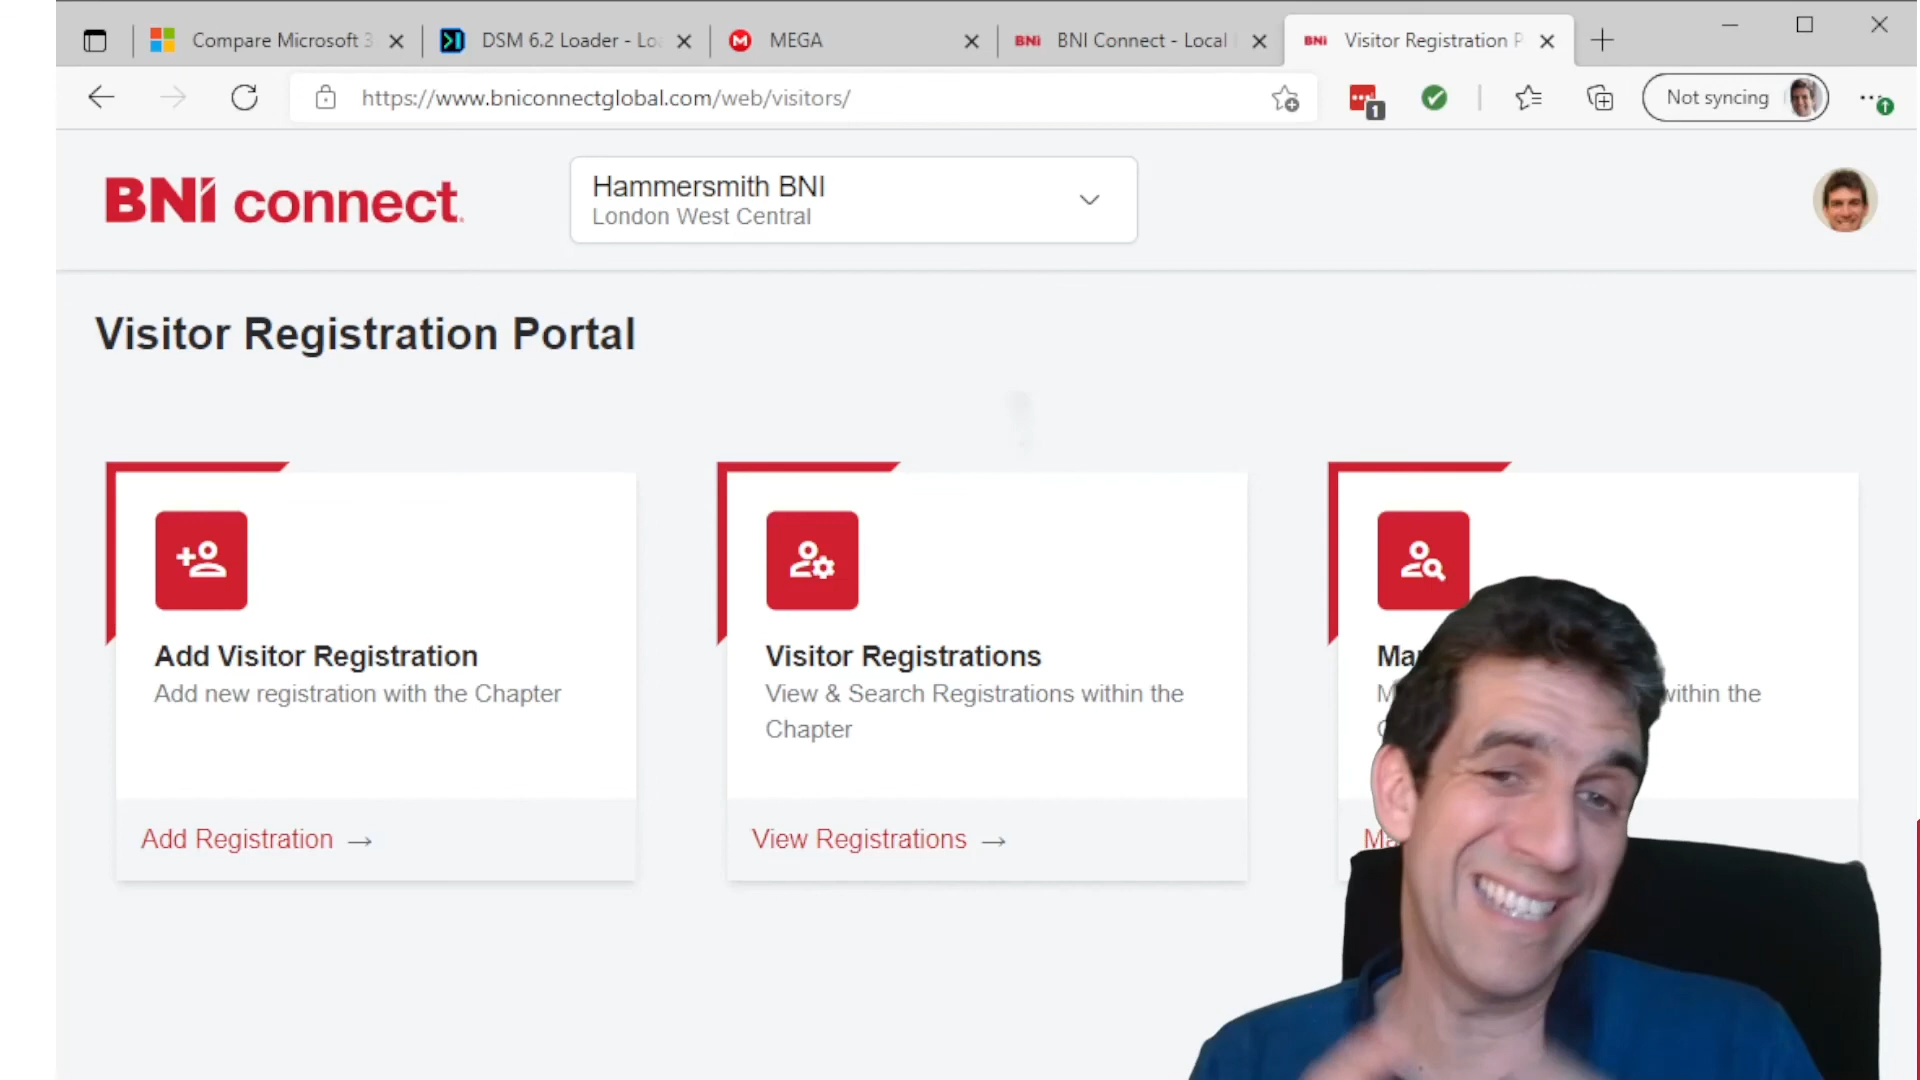 Compare Microsoft 3
DSM 6.2 Loader - Lo
MEGA
BNI BNI Connect - Local
BNI Visitor Registration P
https://www.bniconnectglobal.com/web/visitors/
1
Not syncing
BNI connect.
Hammersmith BNI
London West Central
Visitor Registration Portal
Add Visitor Registration
Add new registration with the Chapter
Add Registration →
Visitor Registrations
View & Search Registrations within the
Chapter
View Registrations →
within the